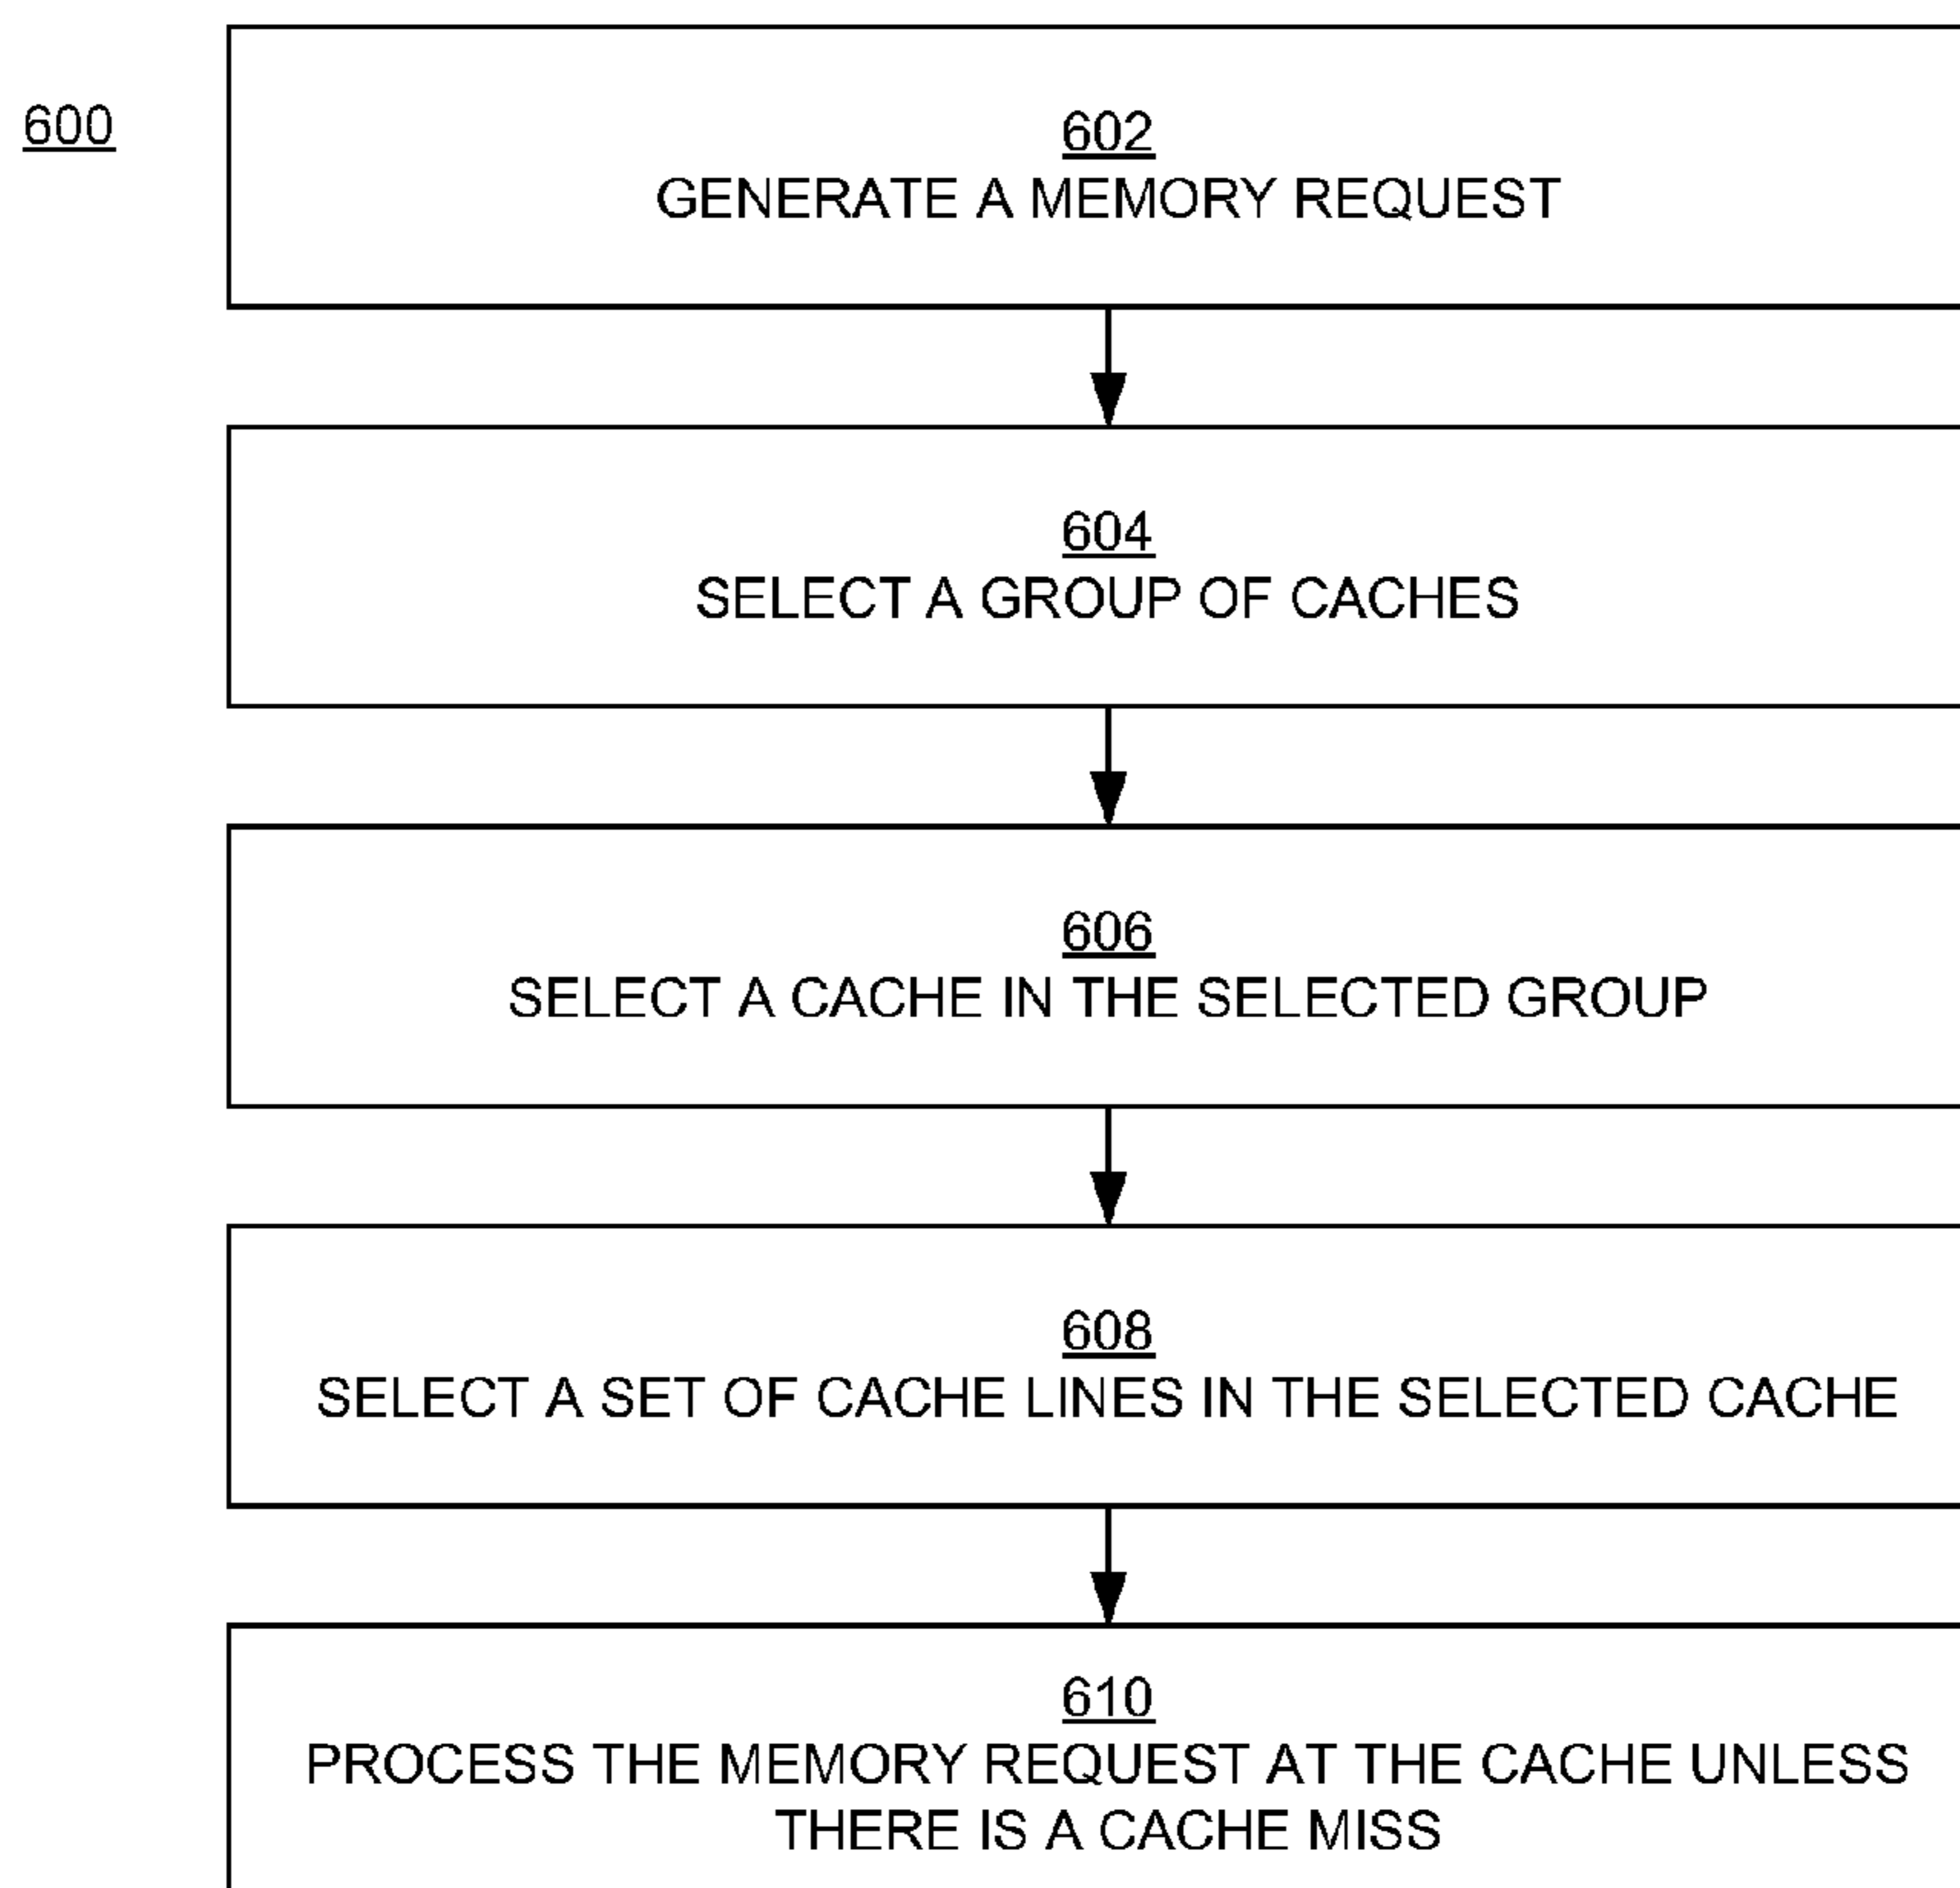 600
602
GENERATE A MEMORY REQUEST
604
SELECT A GROUP OF CACHES
606
SELECT A CACHE IN THE SELECTED GROUP
608
SELECT A SET OF CACHE LINES IN THE SELECTED CACHE
610
PROCESS THE MEMORY REQUEST AT THE CACHE UNLESS
THERE IS A CACHE MISS